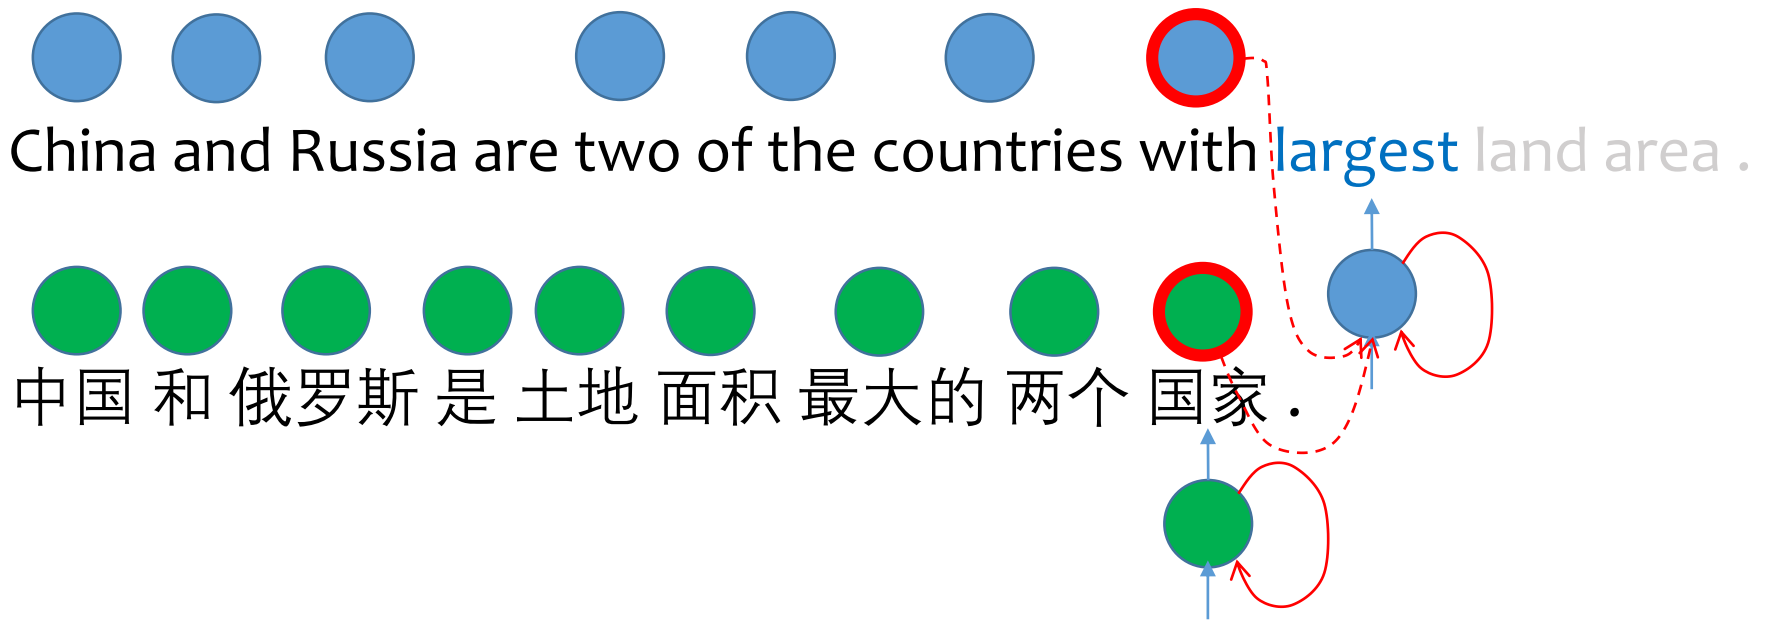 China and Russia are two of the countries with largest land area .
中国 和 俄罗斯 是 土地 面积 最大的 两个 国家 .